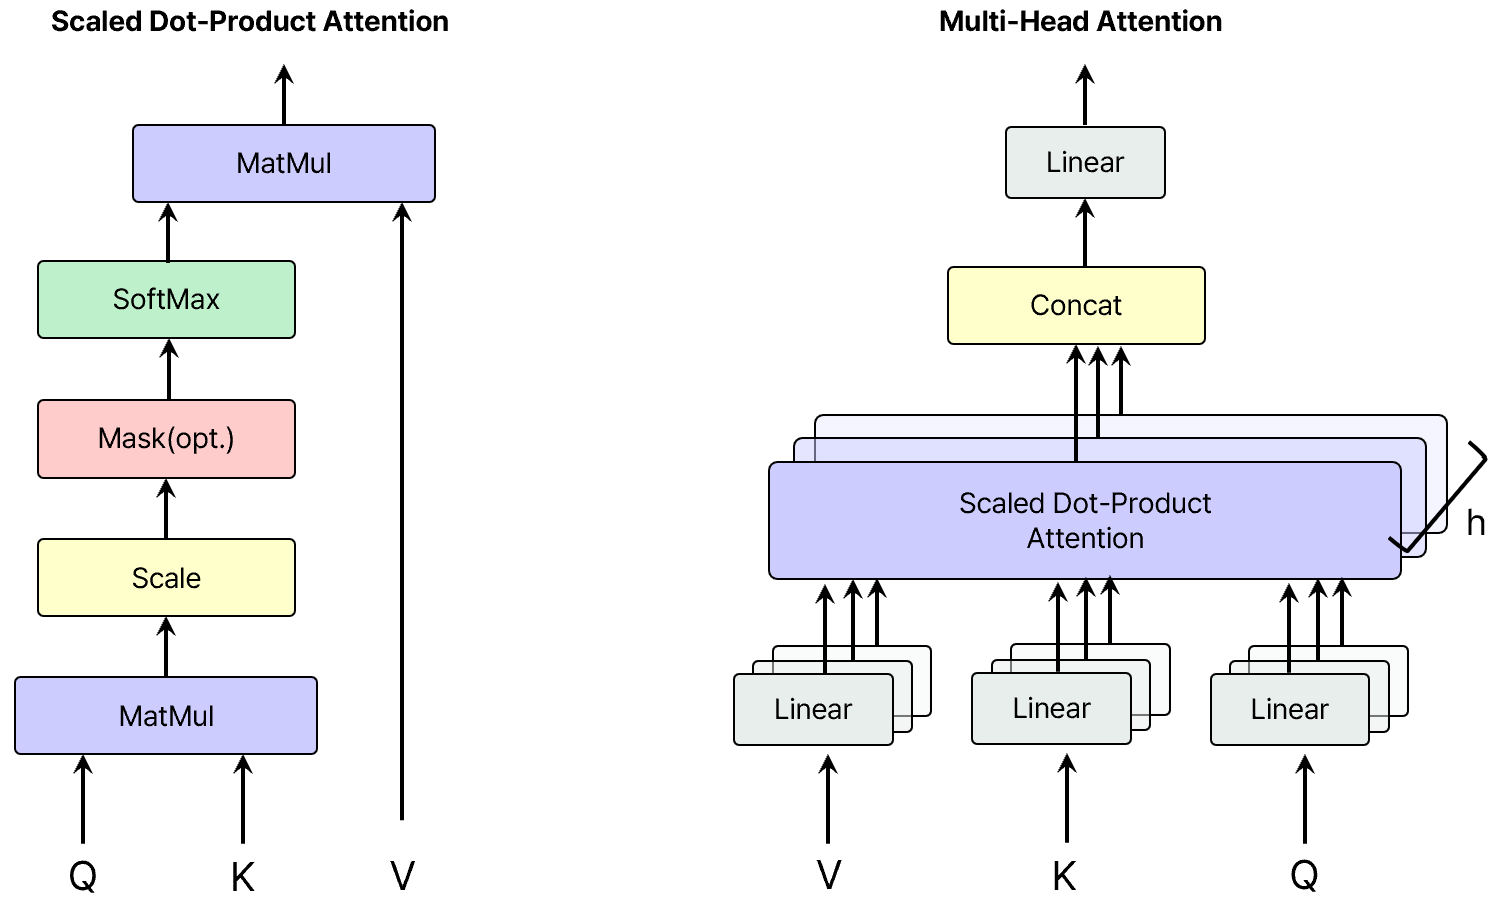 Scaled Dot-Product Attention
MatMul
SoftMax
Mask(opt.)
Scale
MatMul
Q
K
V
Multi-Head Attention
Linear
Concat
Scaled Dot-Product
Attention
h
Linear
Linear
Linear
V
K
Q